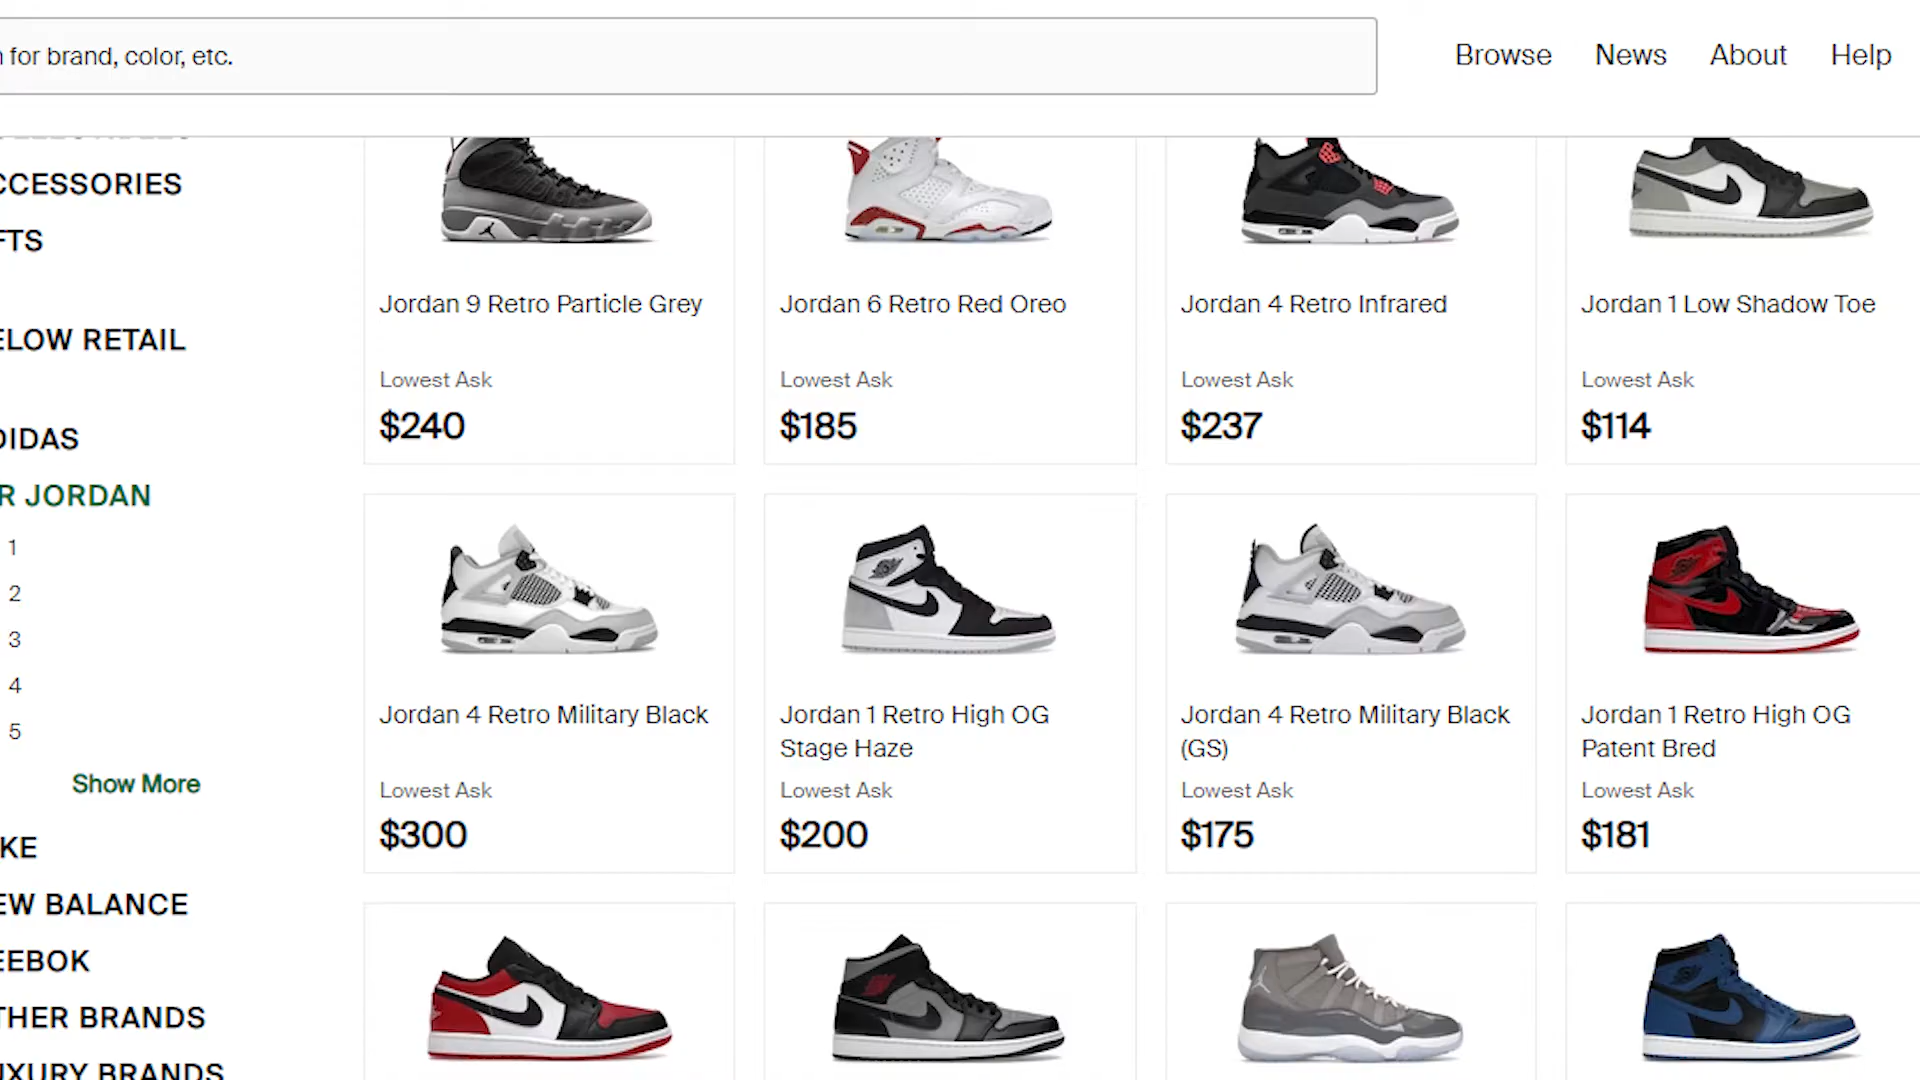 for brand, color, etc.
Browse
News
About
Help
CCESSORIES
FTS
ELOW RETAIL
DIDAS
R JORDAN
1
2
3
4
5
Show More
KE
EW BALANCE
EEBOK
THER BRANDS
UXURY BRANDS
Jordan 9 Retro Particle Grey
Lowest Ask
$240
Jordan 6 Retro Red Oreo
Lowest Ask
$185
Jordan 4 Retro Infrared
Lowest Ask
$237
Jordan 1 Low Shadow Toe
Lowest Ask
$114
Jordan 4 Retro Military Black
Lowest Ask
$300
Jordan 1 Retro High OG
Stage Haze
Lowest Ask
$200
Jordan 4 Retro Military Black
(GS)
Lowest Ask
$175
Jordan 1 Retro High OG
Patent Bred
Lowest Ask
$181